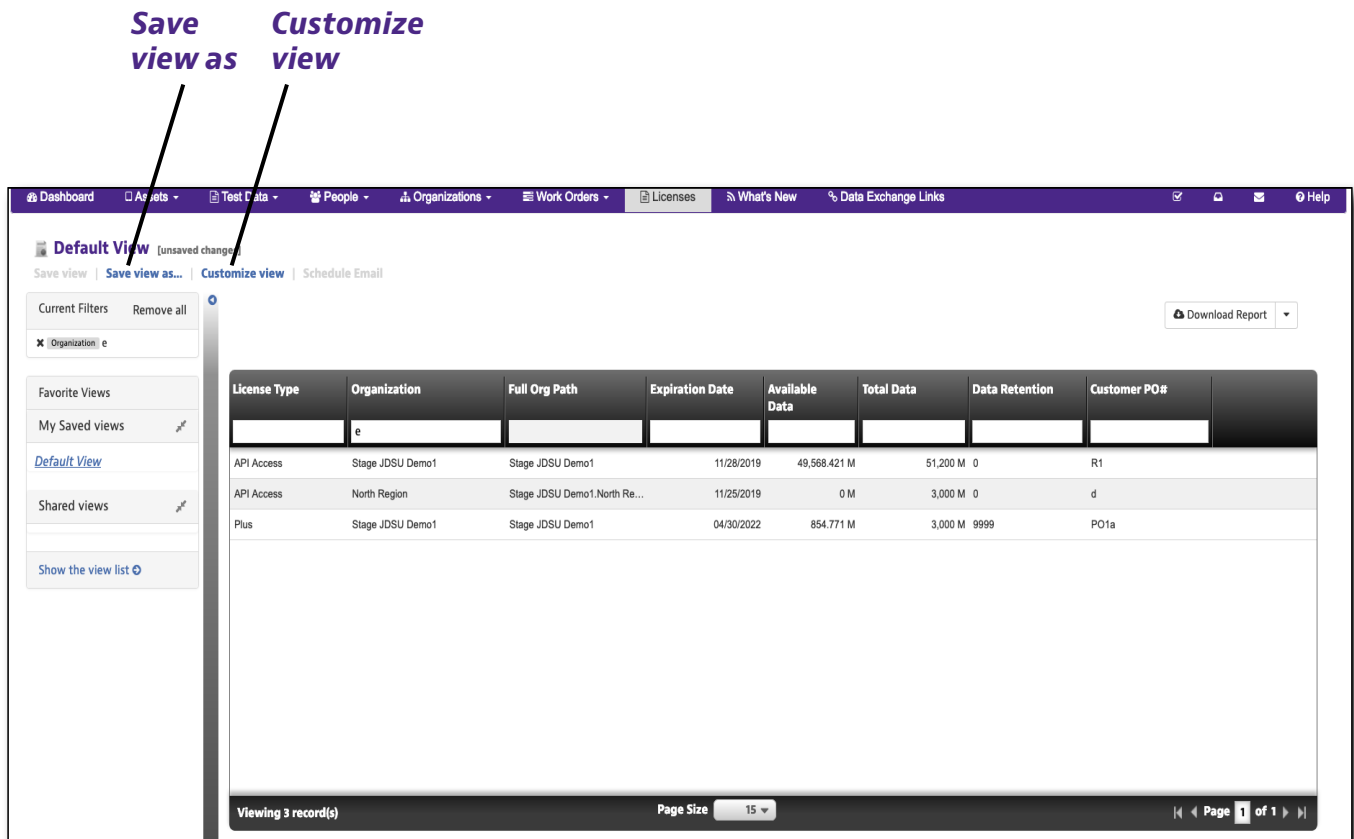 Save Customize
view as view
Dashboard Assets Test Data People Organizations Work Orders Licenses What's New Data Exchange Links Help
Default View [unsaved changes]
Save view | Save view as... | Customize view | Schedule Email
Current Filters Remove all
Download Report
Organization e
Favorite Views
My Saved views
Default View
Shared views
Show the view list
License Type Organization Full Org Path Expiration Date Available Data Total Data Data Retention Customer PO#
e
API Access Stage JDSU Demo1 Stage JDSU Demo1 11/28/2019 49,568.421 M 51,200 M 0 R1
API Access North Region Stage JDSU Demo1.North Re... 11/25/2019 0 M 3,000 M 0 d
Plus Stage JDSU Demo1 Stage JDSU Demo1 04/30/2022 854.771 M 3,000 M 9999 PO1a
Viewing 3 record(s) Page Size 15 Page 1 of 1